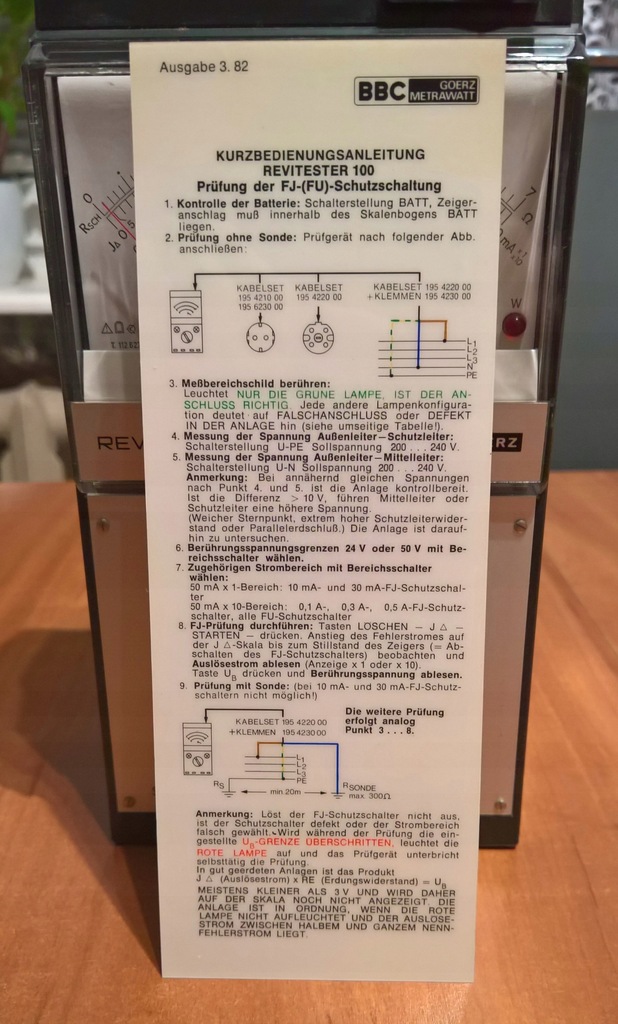 Ausgabe 3. 82
BBC GOERZ METRAWATT
KURZBEDIENUNGSANLEITUNG
REVITESTER 100
Prüfung der FJ-(FU)-Schutzschaltung
1. Kontrolle der Batterie: Schalterstellung BATT, Zeiger-
anschlag muß innerhalb des Skalenbogens BATT
liegen.
2. Prüfung ohne Sonde: Prüfgerät nach folgender Abb.
anschließen:
KABELSET
195 4210 00
195 6230 00
KABELSET
195 4220 00
KABELSET 195 4220 00
+ KLEMMEN 195 4230 00
L1
L2
L3
N
PE
3. Meßbereichschild berühren:
Leuchtet NUR DIE GRÜNE LAMPE, IST DER AN-
SCHLUSS RICHTIG. Jede andere Lampenkonfigura-
tion deutet auf FALSCHANSCHLUSS oder DEFEKT
IN DER ANLAGE hin (siehe umseitige Tabelle!).
4. Messung der Spannung Außenleiter—Schutzleiter:
Schalterstellung U-PE Sollspannung 200 . . . 240 V.
5. Messung der Spannung Außenleiter—Mittelleiter:
Schalterstellung U-N Sollspannung 200 . . . 240 V.
Anmerkung: Bei annähernd gleichen Spannungen
nach Punkt 4. und 5. ist die Anlage kontrollbereit.
Ist die Differenz > 10 V, führen Mittelleiter oder
Schutzleiter eine höhere Spannung.
(Weicher Sternpunkt, extrem hoher Schutzleiterwider-
stand oder Parallelerdschluß.) Die Anlage ist darauf-
hin zu untersuchen.
6. Berührungsspannungsgrenzen 24 V oder 50 V mit Be-
reichsschalter wählen.
7. Zugehörigen Strombereich mit Bereichsschalter
wählen:
50 mA x 1-Bereich: 10 mA- und 30 mA-FJ-Schutzschal-
ter
50 mA x 10-Bereich: 0,1 A-, 0,3 A-, 0,5 A-FJ-Schutz-
schalter, alle FU-Schutzschalter
8. FJ-Prüfung durchführen: Tasten LÖSCHEN — J △ —
STARTEN — drücken. Anstieg des Fehlerstromes auf
der J △-Skala bis zum Stillstand des Zeigers (= Ab-
schalten des FJ-Schutzschalters) beobachten und
Auslösestrom ablesen (Anzeige x 1 oder x 10).
Taste UB drücken und Berührungsspannung ablesen.
9. Prüfung mit Sonde: (bei 10 mA- und 30 mA-FJ-Schutz-
schaltern nicht möglich!)
KABELSET 195 4220 00
+ KLEMMEN 195 4230 00
L1
L2
L3
PE
RS
min.20m
RSONDE
max. 300Ω
Die weitere Prüfung
erfolgt analog
Punkt 3 . . . 8.
Anmerkung: Löst der FJ-Schutzschalter nicht aus,
ist der Schutzschalter defekt oder der Strombereich
falsch gewählt. Wird während der Prüfung die ein-
gestellte UB-GRENZE ÜBERSCHRITTEN, leuchtet die
ROTE LAMPE auf und das Prüfgerät unterbricht
selbsttätig die Prüfung.
In gut geerdeten Anlagen ist das Produkt
J △ (Auslösestrom) x RE (Erdungswiderstand) = UB
MEISTENS KLEINER ALS 3 V UND WIRD DAHER
AUF DER SKALA NOCH NICHT ANGEZEIGT. DIE
ANLAGE IST IN ORDNUNG, WENN DIE ROTE
LAMPE NICHT AUFLEUCHTET UND DER AUSLÖSE-
STROM ZWISCHEN HALBEM UND GANZEM NENN-
FEHLERSTROM LIEGT.
RSCH
0
J△ 0
5
7
Ω
W
REV
RZ